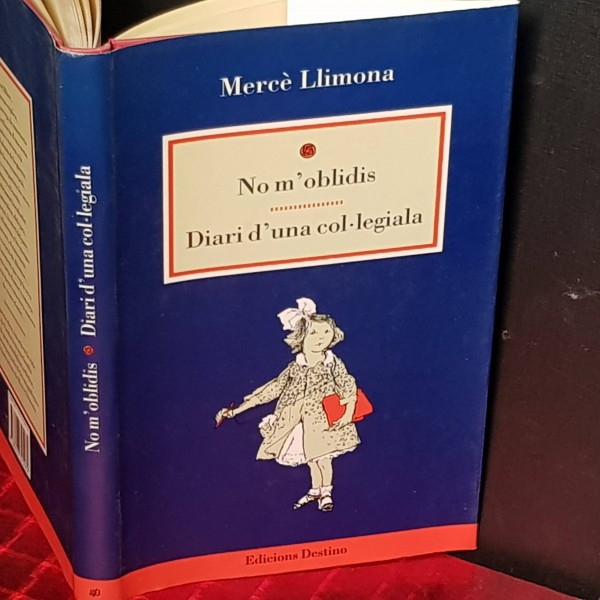 Mercè Llimona
No m'oblidis
Diari d'una col·legiala
Edicions Destino
No m'oblidis Diari d'una col·legiala